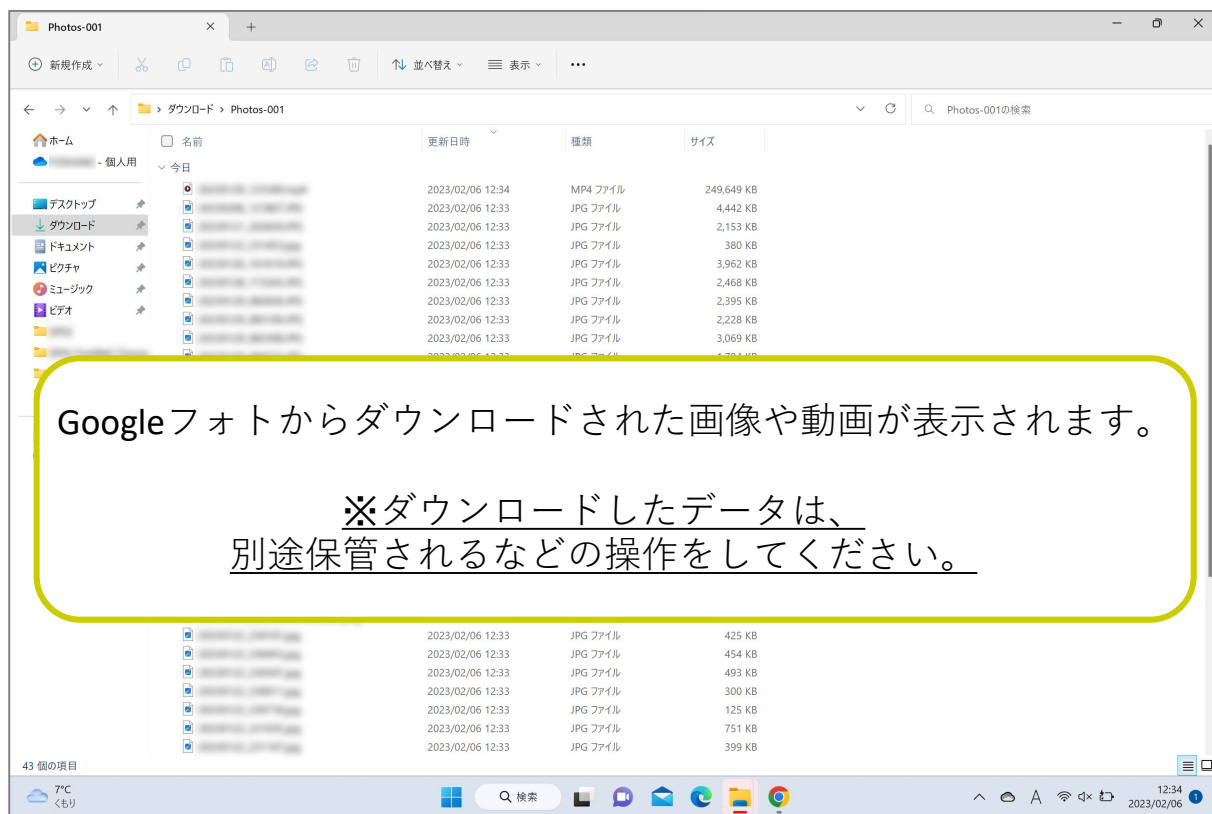 Photos-001
新規作成
並べ替え
表示
ダウンロード > Photos-001
Photos-001の検索
ホーム
- 個人用
デスクトップ
ダウンロード
ドキュメント
ピクチャ
ミュージック
ビデオ
名前 更新日時 種類 サイズ
今日
2023/02/06 12:34 MP4 ファイル 249,649 KB
2023/02/06 12:33 JPG ファイル 4,442 KB
2023/02/06 12:33 JPG ファイル 2,153 KB
2023/02/06 12:33 JPG ファイル 380 KB
2023/02/06 12:33 JPG ファイル 3,962 KB
2023/02/06 12:33 JPG ファイル 2,468 KB
2023/02/06 12:33 JPG ファイル 2,395 KB
2023/02/06 12:33 JPG ファイル 2,228 KB
2023/02/06 12:33 JPG ファイル 3,069 KB
Googleフォトからダウンロードされた画像や動画が表示されます。
※ダウンロードしたデータは、
別途保管されるなどの操作をしてください。
2023/02/06 12:33 JPG ファイル 425 KB
2023/02/06 12:33 JPG ファイル 454 KB
2023/02/06 12:33 JPG ファイル 493 KB
2023/02/06 12:33 JPG ファイル 300 KB
2023/02/06 12:33 JPG ファイル 125 KB
2023/02/06 12:33 JPG ファイル 751 KB
2023/02/06 12:33 JPG ファイル 399 KB
43 個の項目
7°C
くもり
検索
A
12:34
2023/02/06
1